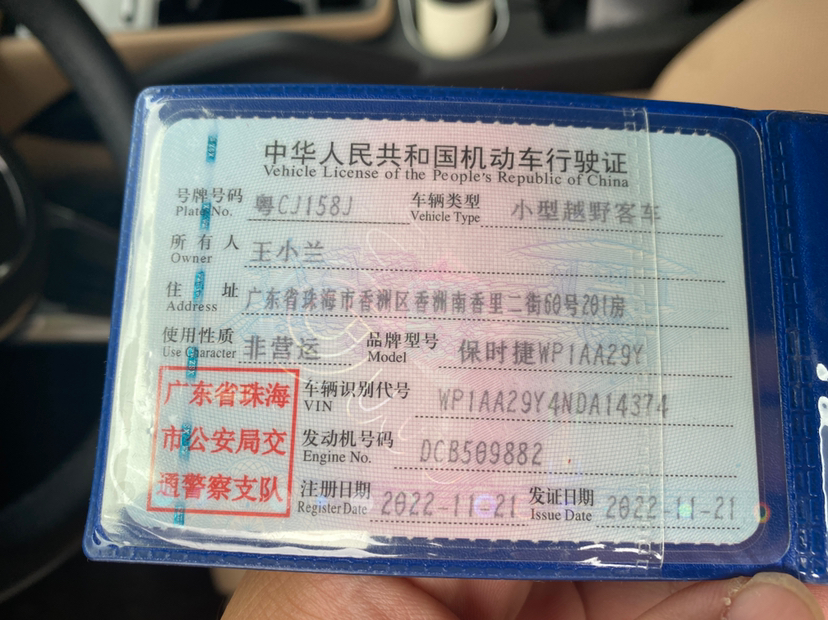 中华人民共和国机动车行驶证
Vehicle License of the People's Republic of China
号牌号码 粤CJ158J 车辆类型 小型越野客车
Plate No. Vehicle Type
所有人 王小兰
Owner
住址 广东省珠海市香洲区香洲南香里二街60号201房
Address
使用性质 非营运 品牌型号 保时捷WP1AA29Y
Use Character Model
车辆识别代号 WP1AA29Y4NDA14374
VIN
发动机号码 DCB509882
Engine No.
注册日期 2022-11-21 发证日期 2022-11-21
Register Date Issue Date
广东省珠海
市公安局交
通警察支队